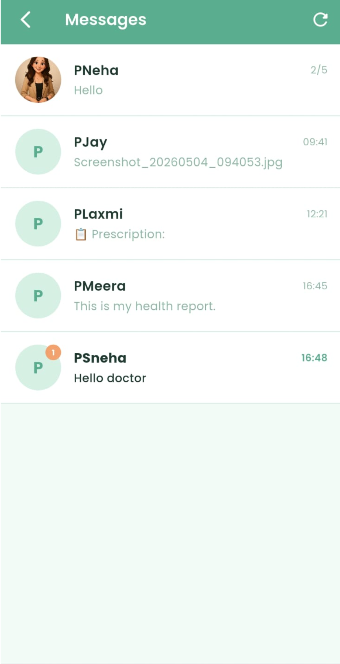 Messages
PNeha
2/5
Hello
P
PJay
09:41
Screenshot_20260504_094053.jpg
P
PLaxmi
12:21
📋 Prescription:
P
PMeera
16:45
This is my health report.
P
1
PSneha
16:48
Hello doctor